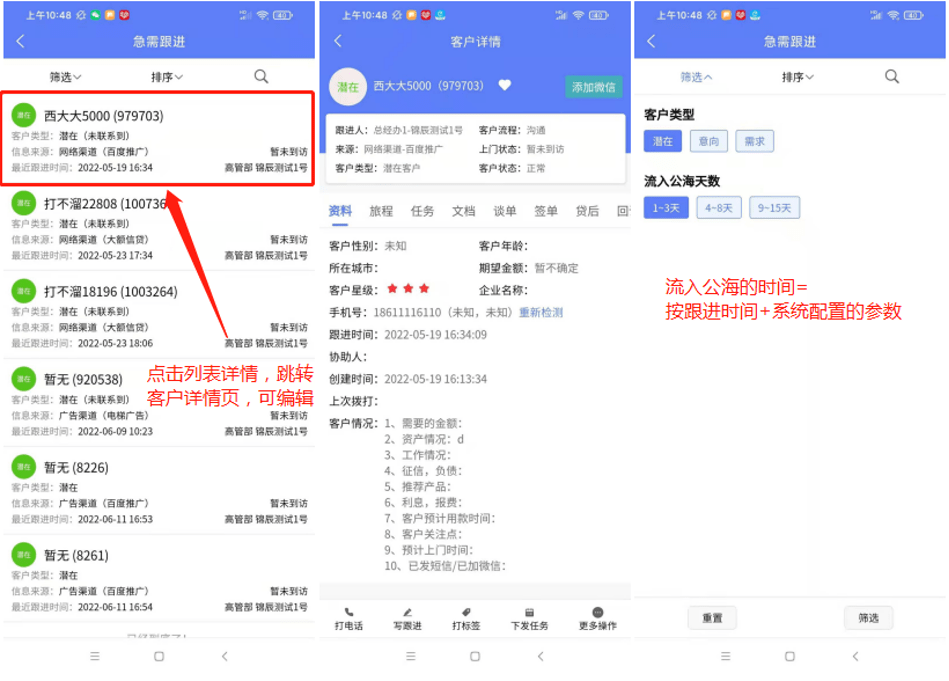 上午10:48
急需跟进
筛选
排序
西大大5000 (979703)
潜在
客户类型：潜在（未联系到）
信息来源：网络渠道（百度推广）
暂未到访
最近跟进时间：2022-05-19 16:34
高管部 锦辰测试1号
打不溜22808 (100736
潜在
客户类型：潜在（未联系到）
信息来源：网络渠道（大额信贷）
暂未到访
最近跟进时间：2022-05-23 17:34
高管部 锦辰测试1号
打不溜18196 (1003264)
潜在
客户类型：潜在（未联系到）
信息来源：网络渠道（大额信贷）
暂未到访
最近跟进时间：2022-05-23 18:06
高管部 锦辰测试1号
点击列表详情，跳转
客户详情页，可编辑
暂无 (920538)
潜在
客户类型：潜在（未联系到）
信息来源：广告渠道（电梯广告）
暂未到访
最近跟进时间：2022-06-09 10:23
高管部 锦辰测试1号
暂无 (8226)
潜在
客户类型：潜在
信息来源：广告渠道（百度推广）
暂未到访
最近跟进时间：2022-06-11 16:53
高管部 锦辰测试1号
暂无 (8261)
潜在
客户类型：潜在
信息来源：广告渠道（百度推广）
暂未到访
最近跟进时间：2022-06-11 16:54
高管部 锦辰测试1号
已经到底了!
上午10:48
客户详情
潜在
西大大5000（979703）
添加微信
跟进人：总经办1-锦辰测试1号
客户流程：沟通
来源：网络渠道-百度推广
上门状态：暂未到访
客户类型：潜在客户
客户状态：正常
资料 旅程 任务 文档 谈单 签单 贷后 回
客户性别：未知
客户年龄：
所在城市：
期望金额：暂不确定
客户星级：
企业名称：
手机号：18611116110（未知，未知）重新检测
跟进时间：2022-05-19 16:34:09
协助人：
创建时间：2022-05-19 16:13:34
上次拨打：
客户情况：1、需要的金额：
2、资产情况：d
3、工作情况：
4、征信，负债：
5、推荐产品：
6、利息，报费：
7、客户预计用款时间：
8、客户关注点：
9、预计上门时间：
10、已发短信/已加微信：
打电话 写跟进 打标签 下发任务 更多操作
上午10:48
急需跟进
筛选
排序
客户类型
潜在 意向 需求
流入公海天数
1~3天 4~8天 9~15天
流入公海的时间=
按跟进时间+系统配置的参数
重置
筛选